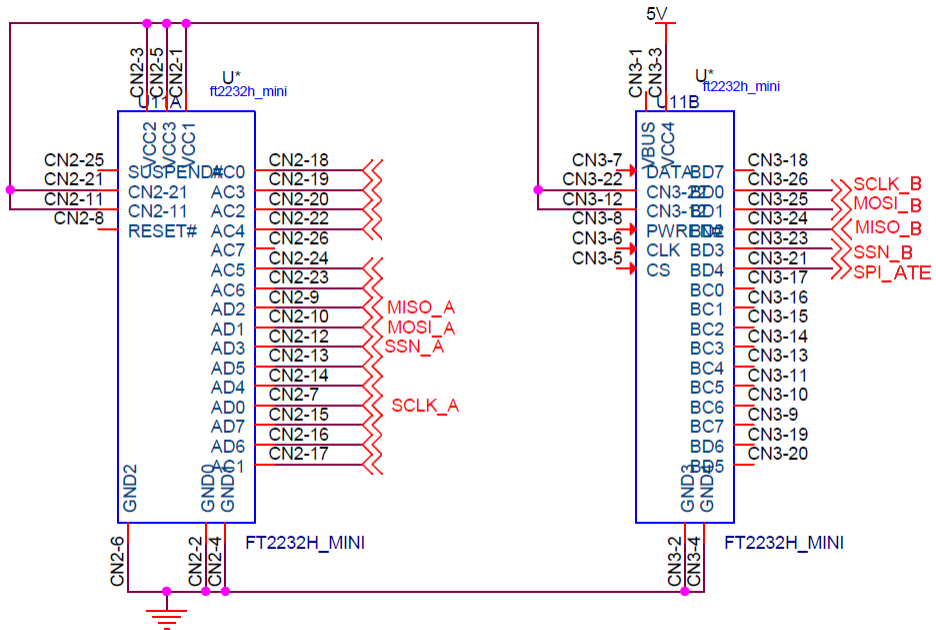 5V
CN2-3
CN2-5
CN2-1
CN3-1
CN3-3
U*
ft2232h_mini
U11A
U*
ft2232h_mini
U11B
VCC2
VCC3
VCC1
VBUS
VCC4
CN2-25
SUSPEND#
AC0
CN2-18
CN2-21
CN2-21
AC3
CN2-19
CN2-11
CN2-11
AC2
CN2-20
CN2-8
RESET#
AC4
CN2-22
AC7
CN2-26
AC5
CN2-24
AC6
CN2-23
AD2
CN2-9
MISO_A
AD1
CN2-10
MOSI_A
AD3
CN2-12
SSN_A
AD5
CN2-13
AD4
CN2-14
AD0
CN2-7
SCLK_A
AD7
CN2-15
AD6
CN2-16
AC1
CN2-17
GND2
GND0
CN2-6
CN2-2
CN2-4
FT2232H_MINI
CN3-7
DATA
BD7
CN3-18
CN3-22
CN3-22
BD0
CN3-26
SCLK_B
CN3-12
CN3-12
BD1
CN3-25
MOSI_B
CN3-8
PWREN#
CN3-24
MISO_B
CN3-6
CLK
BD3
CN3-23
SSN_B
CN3-5
CS
BD4
CN3-21
SPI_ATE
BC0
CN3-17
BC1
CN3-16
BC2
CN3-15
BC3
CN3-14
BC4
CN3-13
BC5
CN3-11
BC6
CN3-10
BC7
CN3-9
BD6
CN3-19
BD5
CN3-20
GND3
CN3-2
CN3-4
FT2232H_MINI